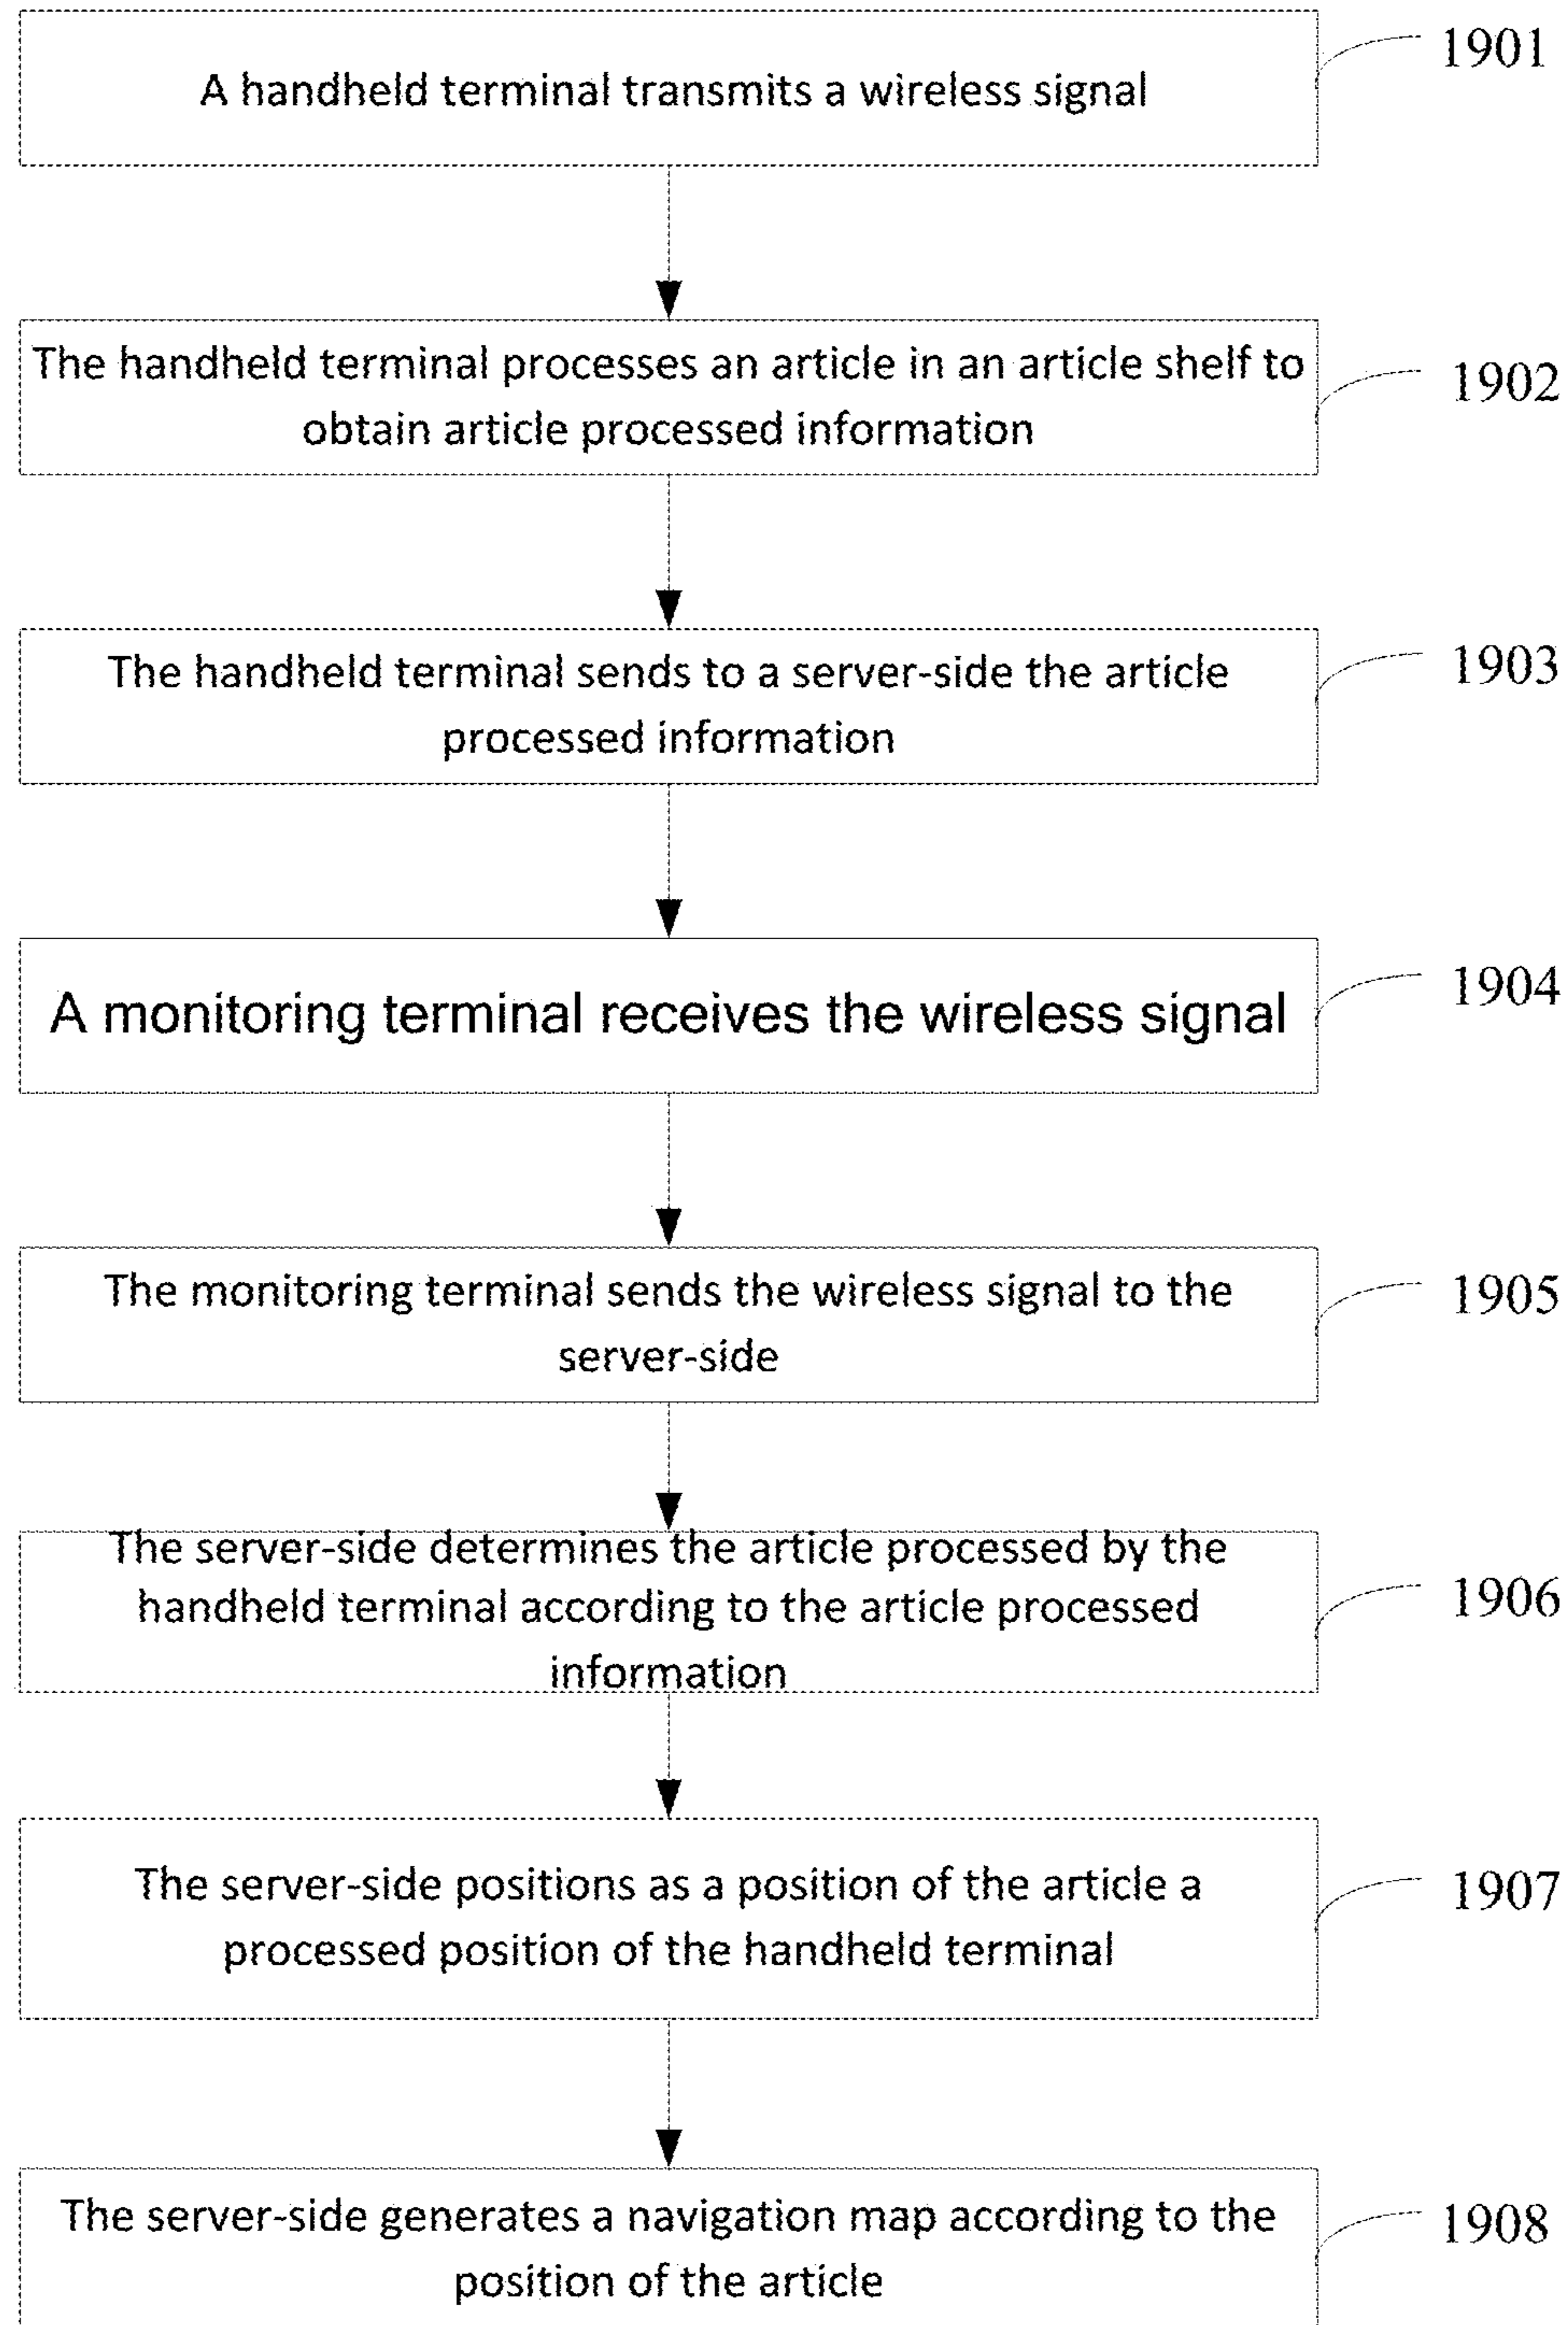 A handheld terminal transmits a wireless signal
1901
The handheld terminal processes an article in an article shelf to
obtain article processed information
1902
The handheld terminal sends to a server-side the article
processed information
1903
A monitoring terminal receives the wireless signal
1904
The monitoring terminal sends the wireless signal to the
server-side
1905
The server-side determines the article processed by the
handheld terminal according to the article processed
information
1906
The server-side positions as a position of the article a
processed position of the handheld terminal
1907
The server-side generates a navigation map according to the
position of the article
1908